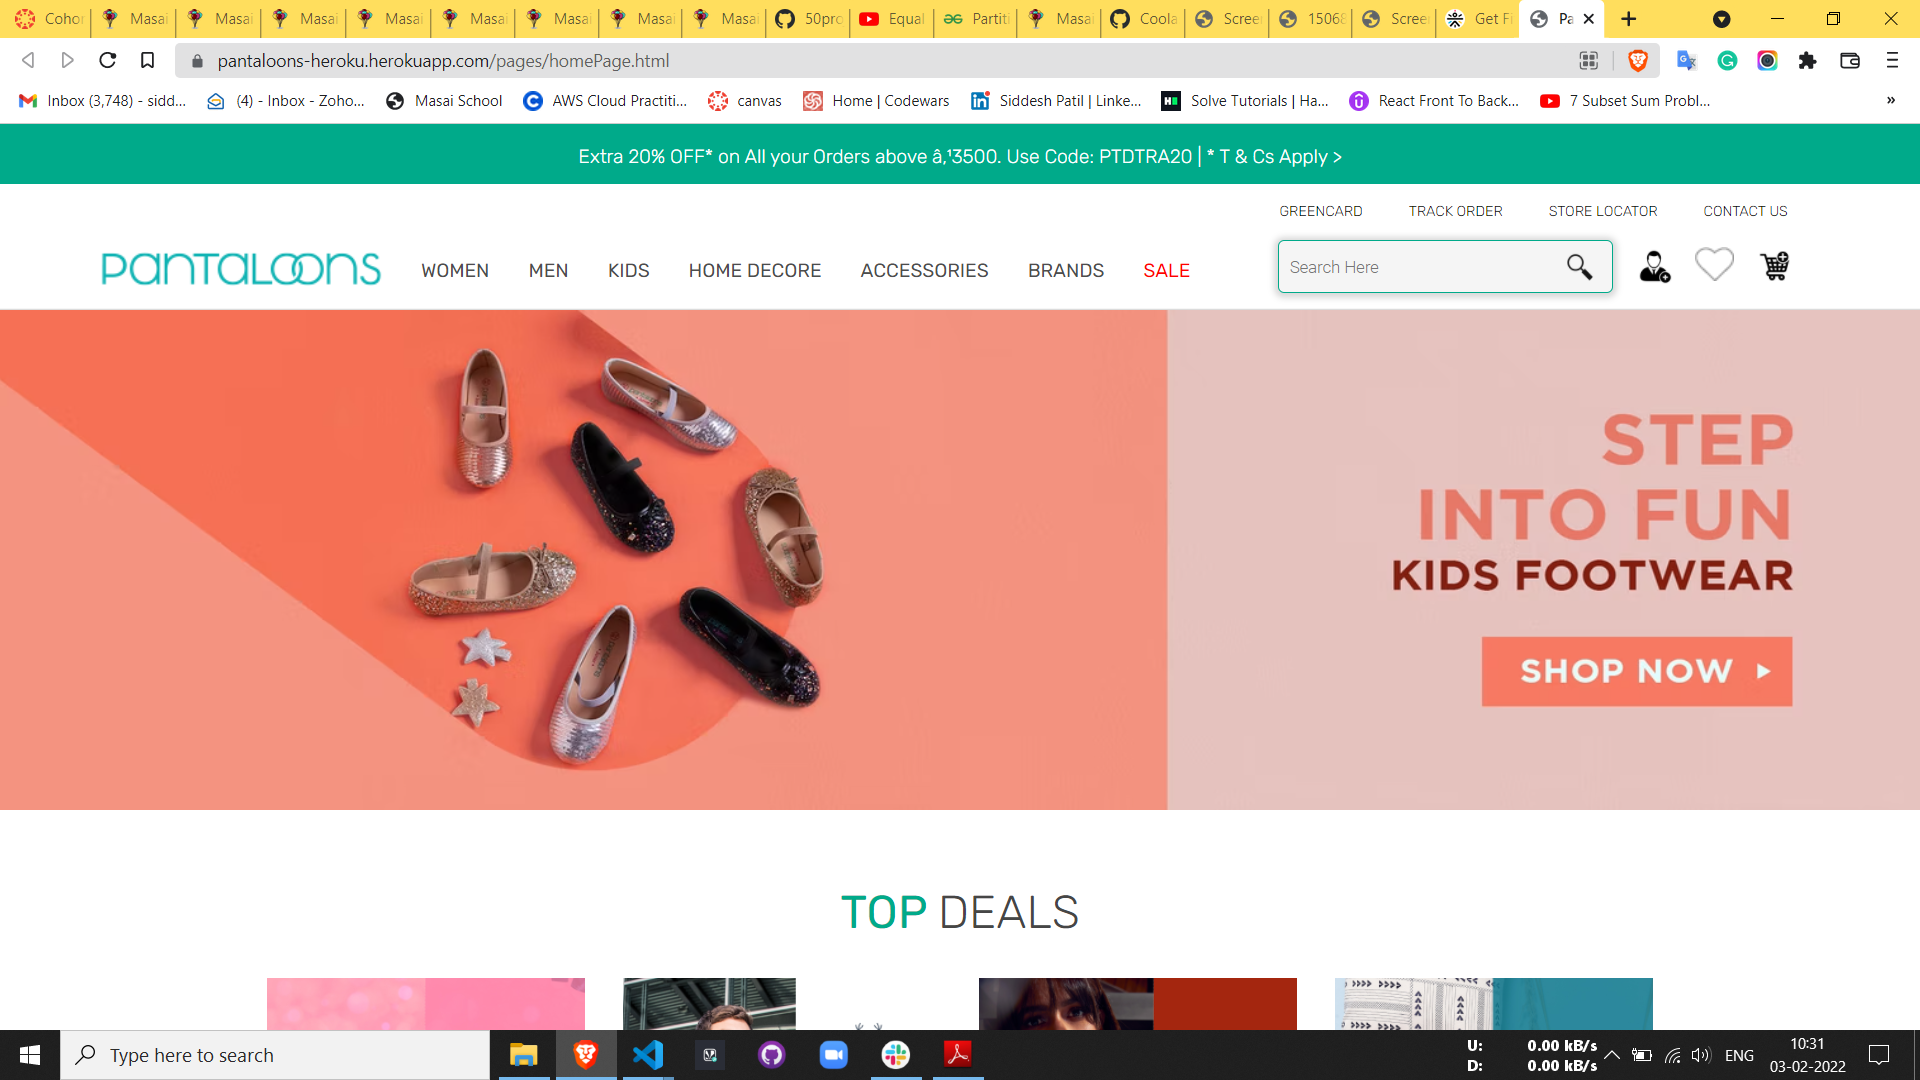 Cohor
Masai
Masai
Masai
Masai
Masai
Masai
Masai
Masai
50pro
Equal
Partiti
Masai
Coola
Scree
15068
Scree
Get F
Pa
pantaloons-heroku.herokuapp.com/pages/homePage.html
Inbox (3,748) - sidd...
(4) - Inbox - Zoho...
Masai School
AWS Cloud Practiti...
canvas
Home | Codewars
Siddesh Patil | Linke...
Solve Tutorials | Ha...
React Front To Back...
7 Subset Sum Probl...
»
Extra 20% OFF* on All your Orders above â‚¹3500. Use Code: PTDTRA20 | * T & Cs Apply >
GREENCARD TRACK ORDER STORE LOCATOR CONTACT US
PANTALOONS
WOMEN MEN KIDS HOME DECORE ACCESSORIES BRANDS SALE
Search Here
STEP
INTO FUN
KIDS FOOTWEAR
SHOP NOW
TOP DEALS
Type here to search
U: 0.00 kB/s
D: 0.00 kB/s
ENG
10:31
03-02-2022